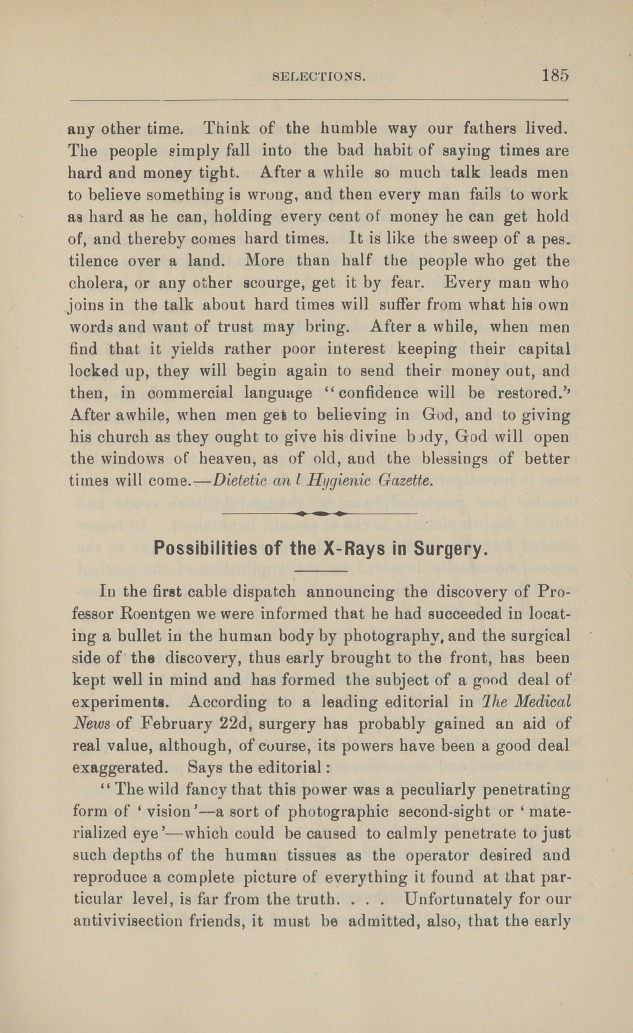 SELECTIONS. 185
any other time. Think of the humble way our fathers lived.
The people simply fall into the bad habit of saying times are
hard and money tight. After a while so much talk leads men
to believe something is wrong, and then every man fails to work
as hard as he can, holding every cent of money he can get hold
of, and thereby comes hard times. It is like the sweep of a pes-
tilence over a land. More than half the people who get the
cholera, or any other scourge, get it by fear. Every man who
joins in the talk about hard times will suffer from what his own
words and want of trust may bring. After a while, when men
find that it yields rather poor interest keeping their capital
locked up, they will begin again to send their money out, and
then, in commercial language “confidence will be restored.”
After awhile, when men get to believing in God, and to giving
his church as they ought to give his divine body, God will open
the windows of heaven, as of old, and the blessings of better
times will come.—Dietetic an l Hygienic Gazette.
Possibilities of the X-Rays in Surgery.
In the first cable dispatch announcing the discovery of Pro-
fessor Roentgen we were informed that he had succeeded in locat-
ing a bullet in the human body by photography, and the surgical
side of the discovery, thus early brought to the front, has been
kept well in mind and has formed the subject of a good deal of
experiments. According to a leading editorial in The Medical
News of February 22d, surgery has probably gained an aid of
real value, although, of course, its powers have been a good deal
exaggerated. Says the editorial :
“The wild fancy that this power was a peculiarly penetrating
form of ‘vision’—a sort of photographic second-sight or ‘mate-
rialized eye’—which could be caused to calmly penetrate to just
such depths of the human tissues as the operator desired and
reproduce a complete picture of everything it found at that par-
ticular level, is far from the truth. . . . Unfortunately for our
antivivisection friends, it must be admitted, also, that the early